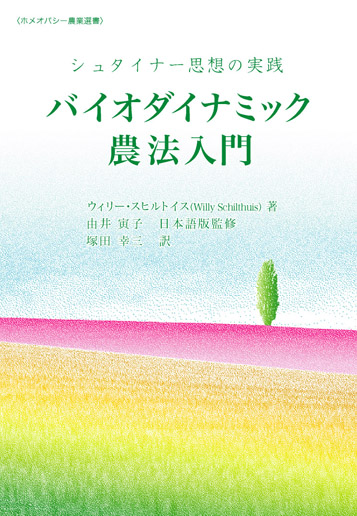 〈ホメオパシー農業選書〉
シュタイナー思想の実践
バイオダイナミック
農法入門
ウィリー・スヒルトイス(Willy Schilthuis) 著
由井 寅子 日本語版監修
塚田 幸三 訳